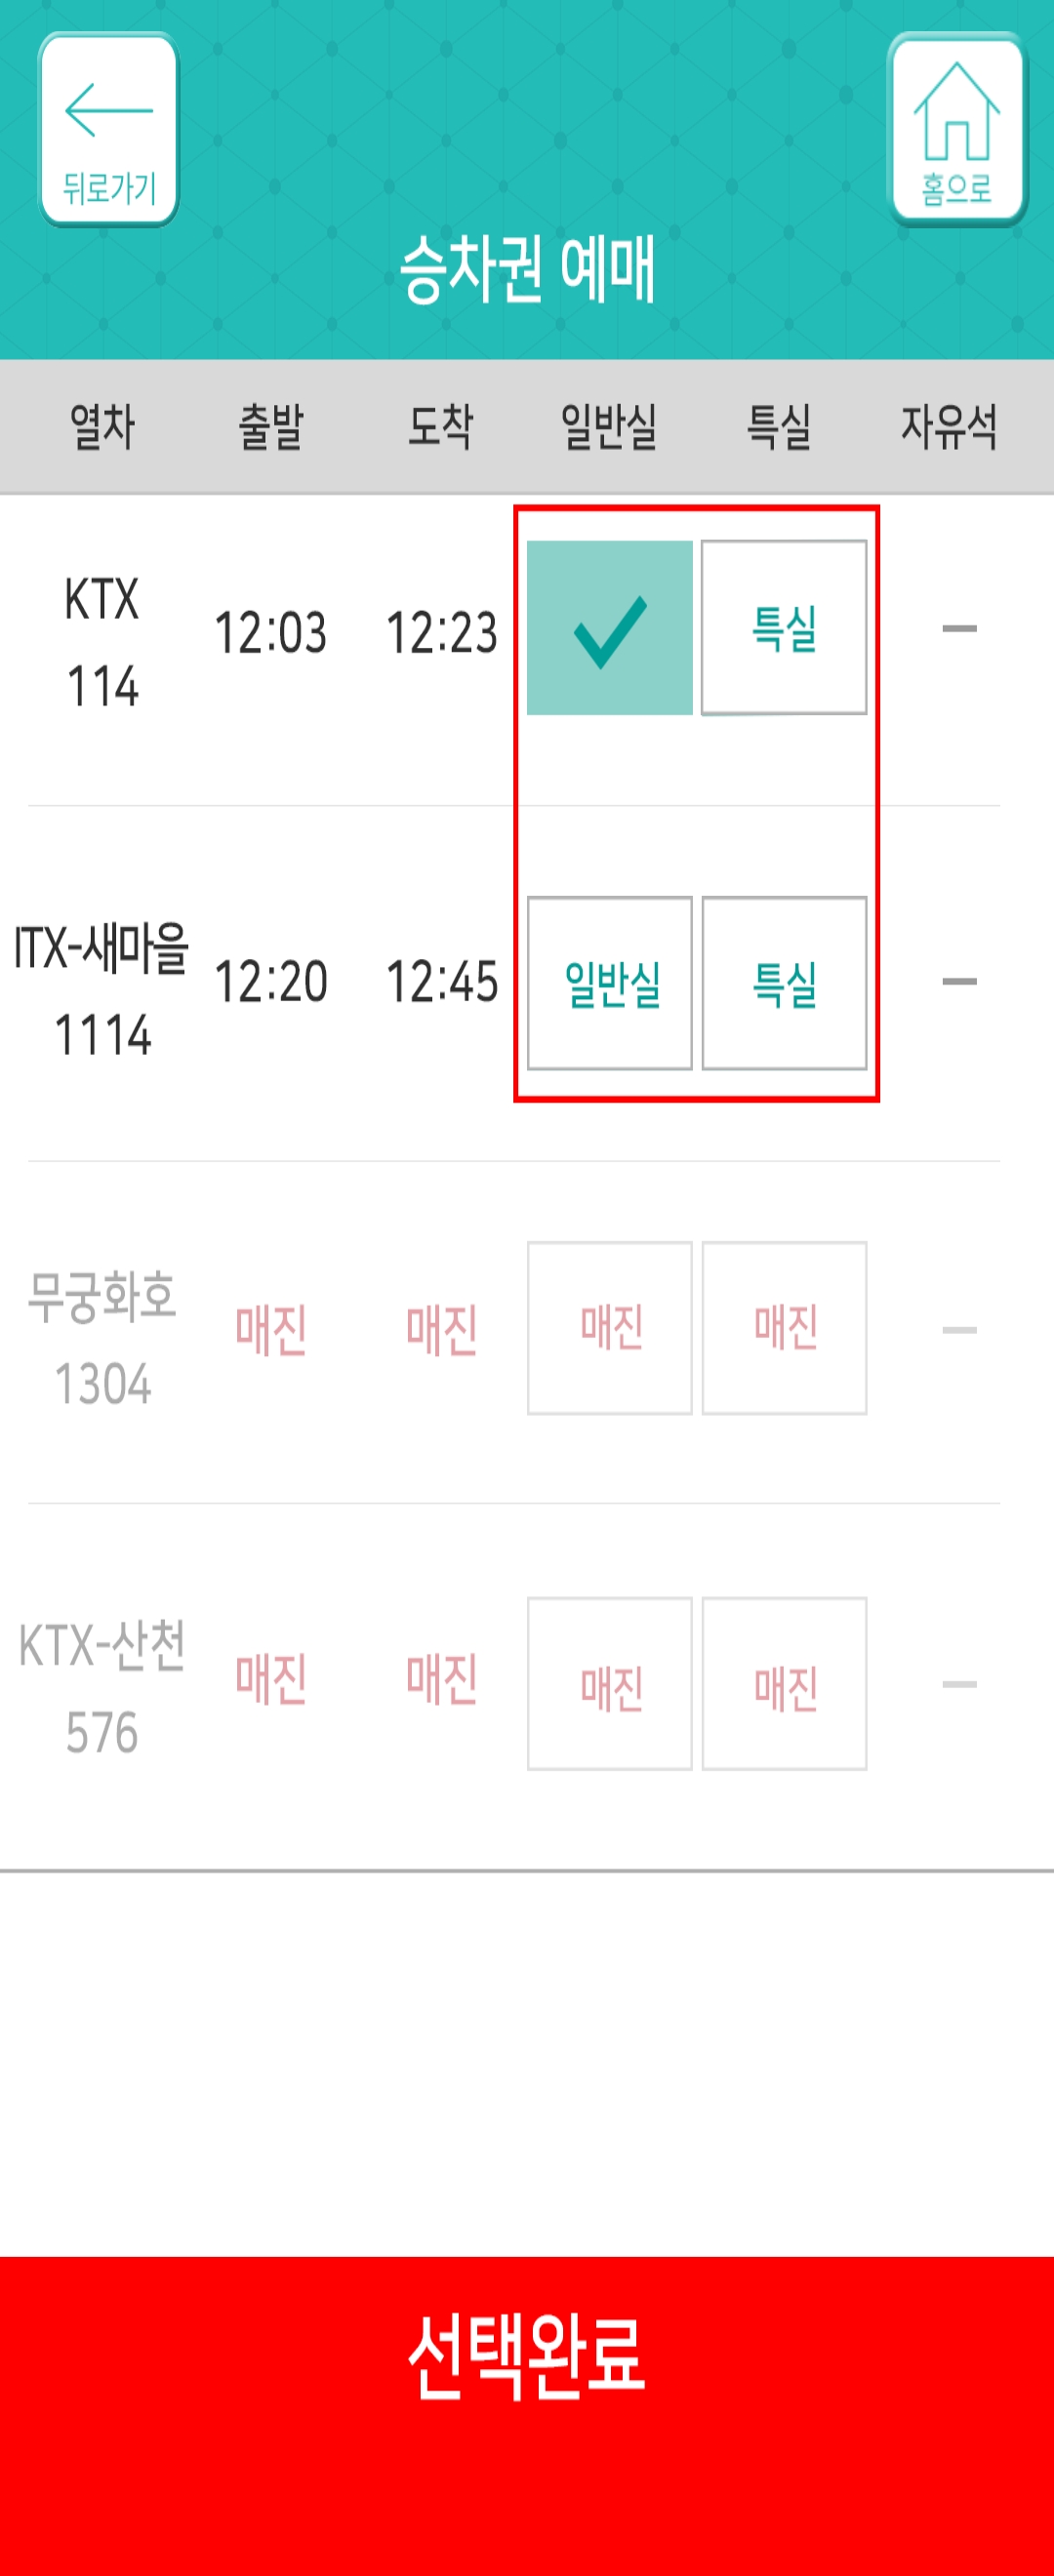 뒤로가기
홈으로
승차권 예매
열차 출발 도착 일반실 특실 자유석
KTX
114
12:03 12:23 특실 -
ITX-새마을
1114
12:20 12:45 일반실 특실 -
무궁화호
1304
매진 매진 매진 매진 -
KTX-산천
576
매진 매진 매진 매진 -
선택완료